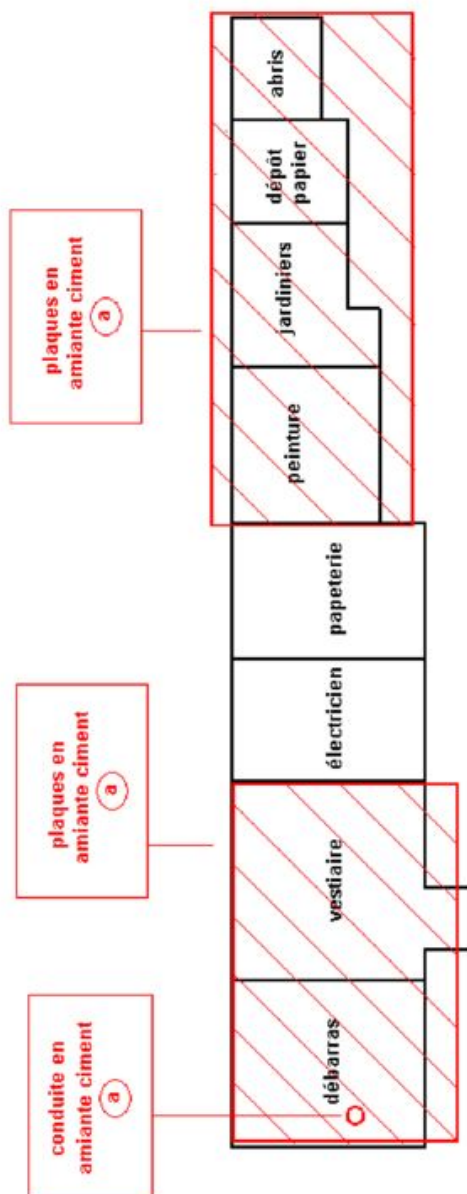 conduite en
amiante ciment
a
plaques en
amiante ciment
a
plaques en
amiante ciment
a
débarras
vestiaire
électricien
papeterie
peinture
jardiniers
dépôt
papier
abris